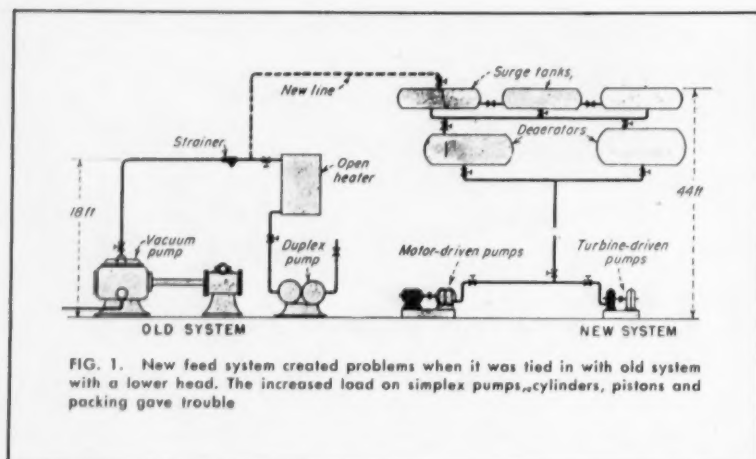 Surge tanks,
New line
Strainer
Deaerators
Open
heater
18 ft
44 ft
Vacuum
pump
Duplex
pump
Motor-driven pumps
Turbine-driven
pumps
OLD SYSTEM
NEW SYSTEM
FIG. 1. New feed system created problems when it was tied in with old system
with a lower head. The increased load on simplex pumps, cylinders, pistons and
packing gave trouble